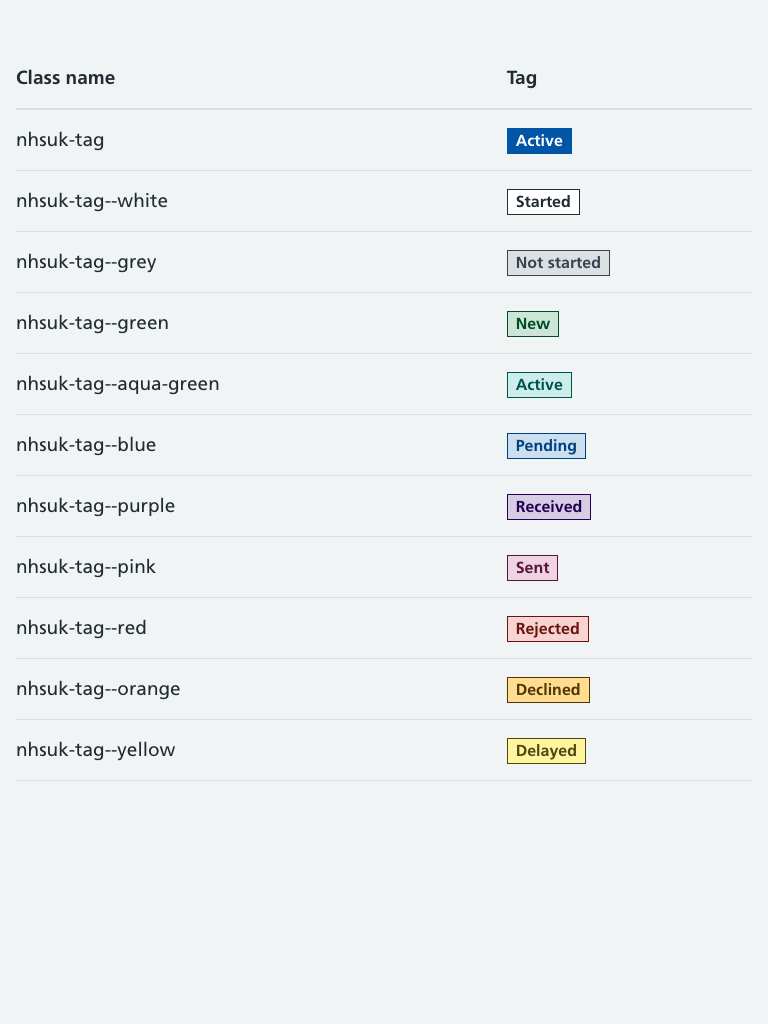 Class name Tag
nhsuk-tag Active
nhsuk-tag--white Started
nhsuk-tag--grey Not started
nhsuk-tag--green New
nhsuk-tag--aqua-green Active
nhsuk-tag--blue Pending
nhsuk-tag--purple Received
nhsuk-tag--pink Sent
nhsuk-tag--red Rejected
nhsuk-tag--orange Declined
nhsuk-tag--yellow Delayed